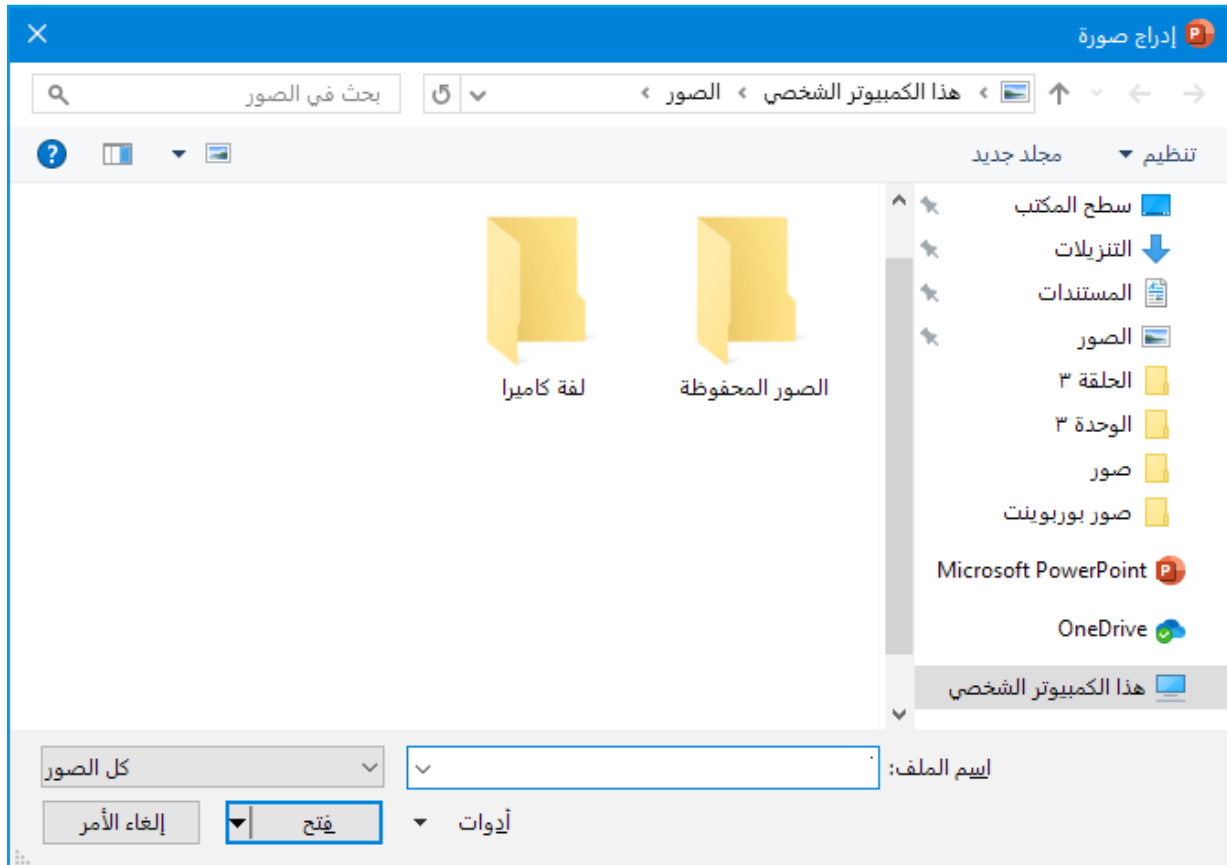 إدراج صورة
هذا الكمبيوتر الشخصي › الصور ›
بحث في الصور
تنظيم
مجلد جديد
سطح المكتب
التنزيلات
المستندات
الصور
الحلقة ٣
الوحدة ٣
صور
صور بوربوينت
Microsoft PowerPoint
OneDrive
هذا الكمبيوتر الشخصي
الصور المحفوظة
لفة كاميرا
اسم الملف:
كل الصور
أدوات
فتح
إلغاء الأمر